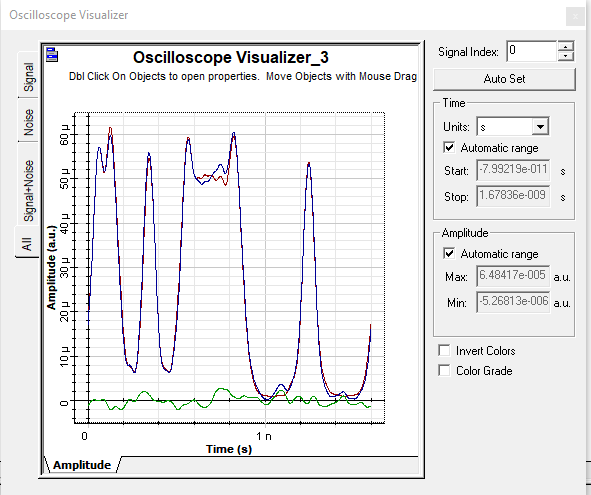 Oscilloscope Visualizer
Signal
Noise
Signal+Noise
All
Oscilloscope Visualizer_3
Dbl Click On Objects to open properties. Move Objects with Mouse Drag
Amplitude (a.u.)
60 µ
50 µ
40 µ
30 µ
20 µ
10 µ
0
0
1 n
Time (s)
Amplitude
Signal Index: 0
Auto Set
Time
Units: s
Automatic range
Start: -7.99219e-011 s
Stop: 1.67836e-009 s
Amplitude
Automatic range
Max: 6.48417e-005 a.u.
Min: -5.26813e-006 a.u.
Invert Colors
Color Grade